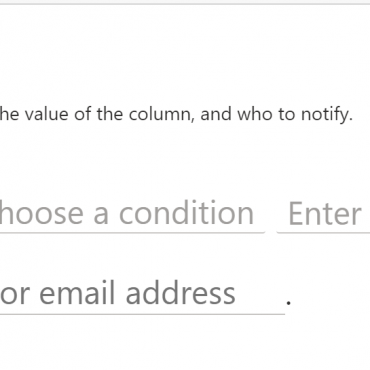 he value of the column, and who to notify.
hoose a condition Enter
or email address .